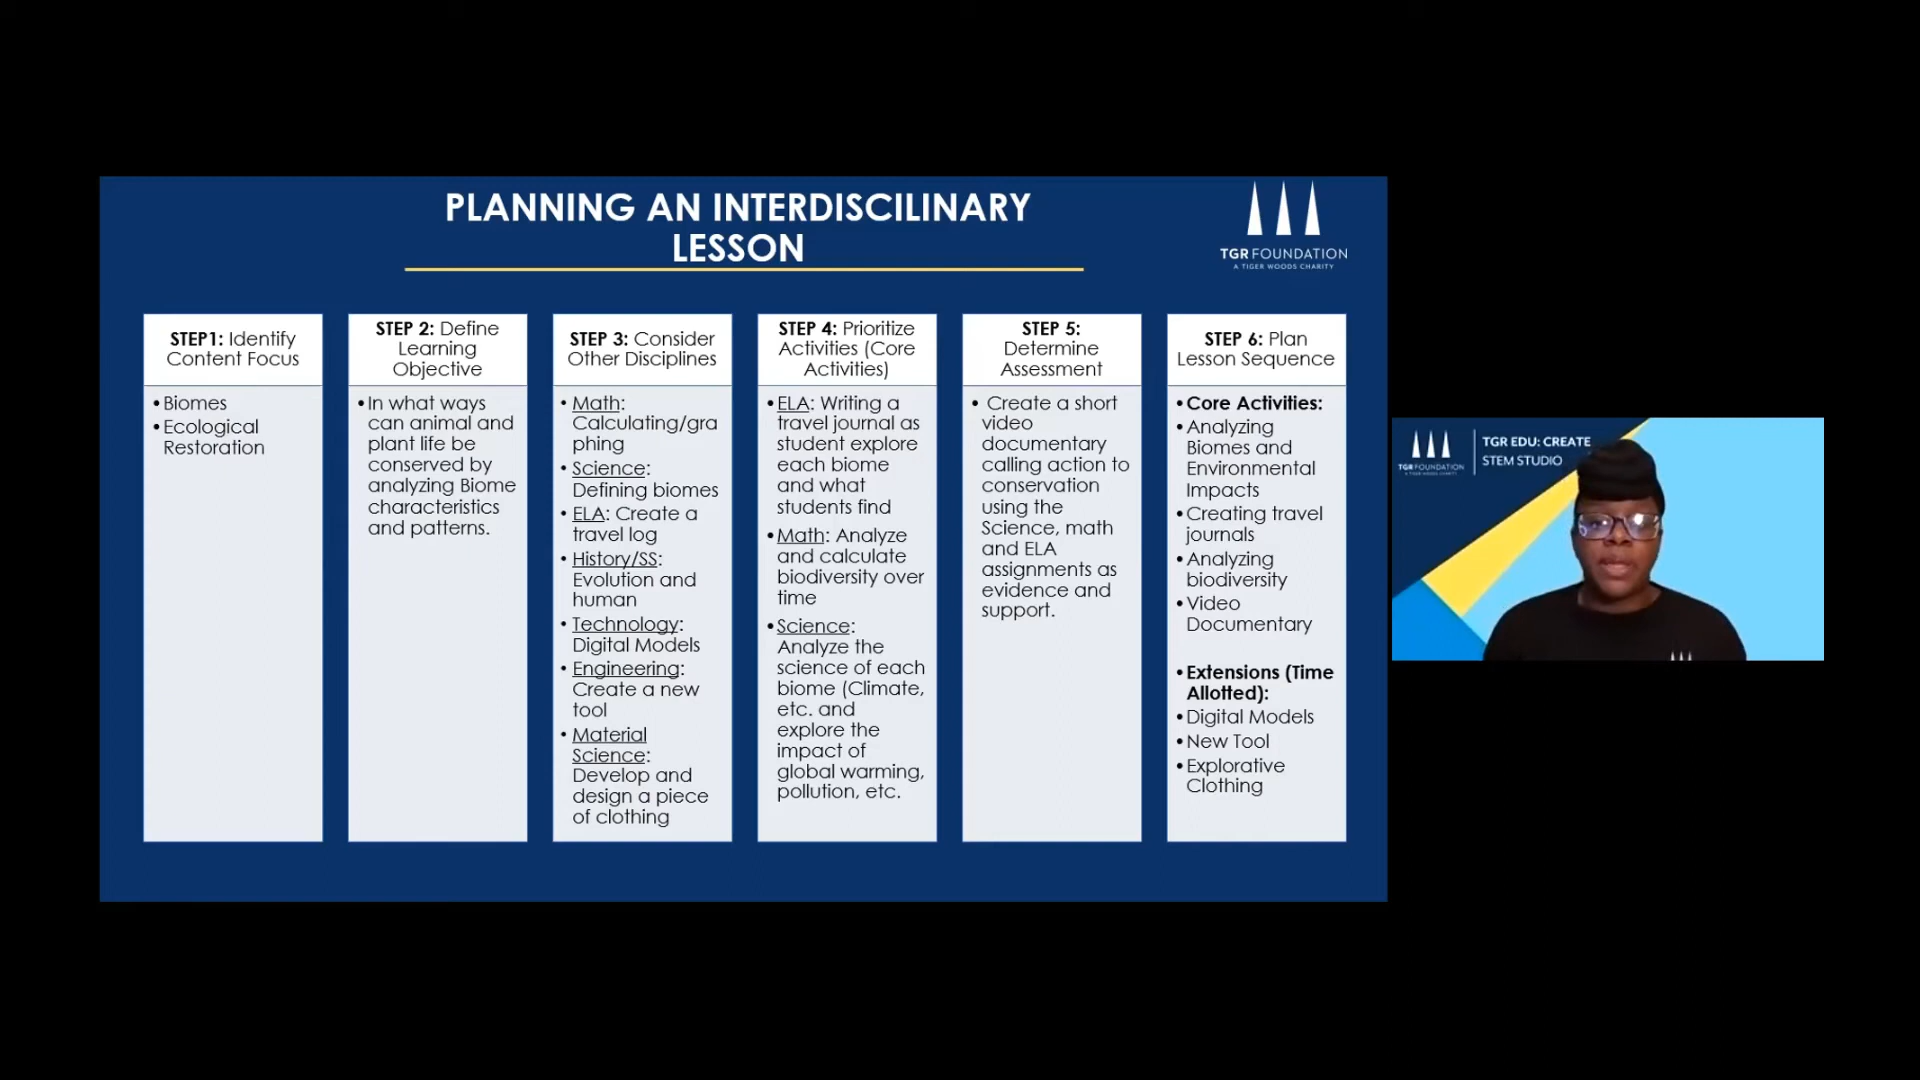 PLANNING AN INTERDISCILINARY
LESSON
TGR FOUNDATION
A TIGER WOODS CHARITY
STEP1: Identify
Content Focus
•Biomes
•Ecological
Restoration
STEP 2: Define
Learning
Objective
•In what ways
can animal and
plant life be
conserved by
analyzing Biome
characteristics
and patterns.
STEP 3: Consider
Other Disciplines
• Math:
Calculating/gra
phing
• Science:
Defining biomes
• ELA: Create a
travel log
• History/SS:
Evolution and
human
• Technology:
Digital Models
• Engineering:
Create a new
tool
• Material
Science:
Develop and
design a piece
of clothing
STEP 4: Prioritize
Activities (Core
Activities)
•ELA: Writing a
travel journal as
student explore
each biome
and what
students find
•Math: Analyze
and calculate
biodiversity over
time
•Science:
Analyze the
science of each
biome (Climate,
etc. and
explore the
impact of
global warming,
pollution, etc.
STEP 5:
Determine
Assessment
• Create a short
video
documentary
calling action to
conservation
using the
Science, math
and ELA
assignments as
evidence and
support.
STEP 6: Plan
Lesson Sequence
•Core Activities:
•Analyzing
Biomes and
Environmental
Impacts
•Creating travel
journals
•Analyzing
biodiversity
•Video
Documentary
•Extensions (Time
Allotted):
•Digital Models
•New Tool
•Explorative
Clothing
TGR FOUNDATION
TGR EDU: CREATE
STEM STUDIO